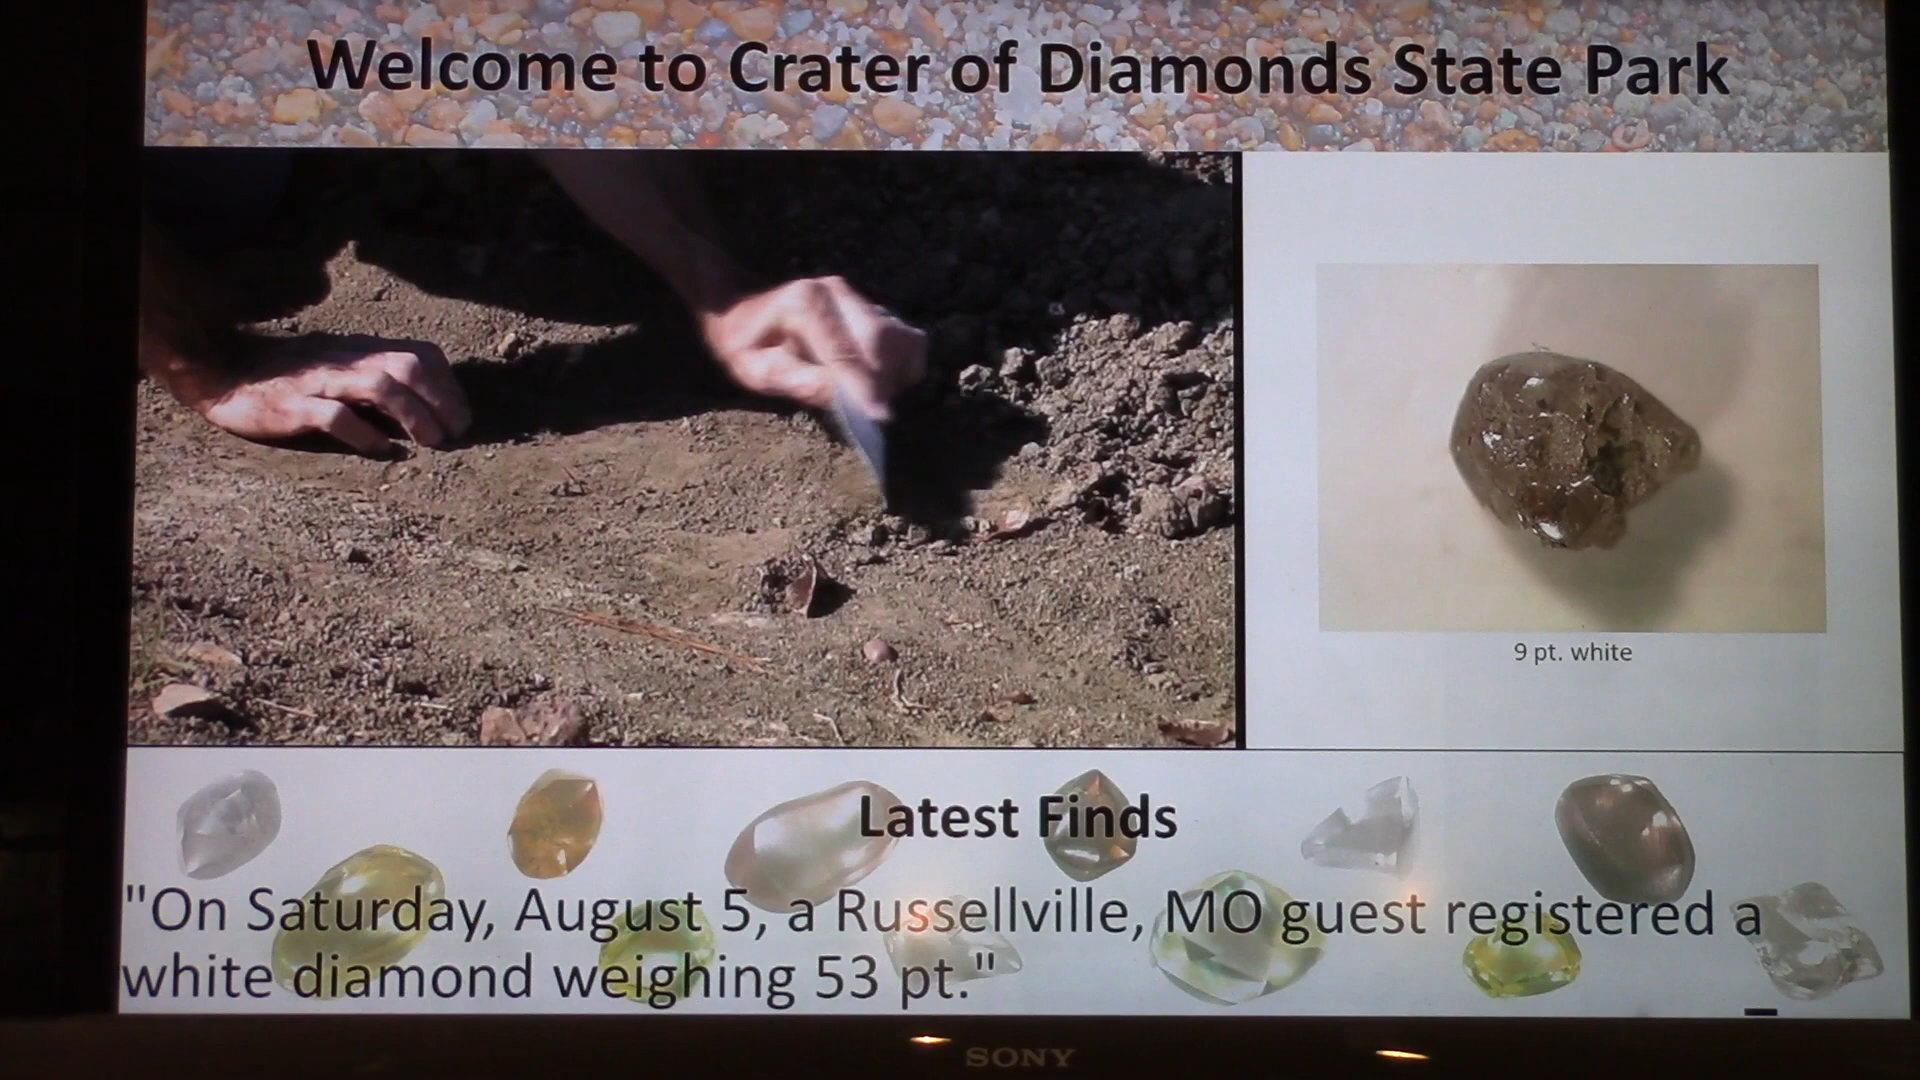 Welcome to Crater of Diamonds State Park
9 pt. white
Latest Finds
"On Saturday, August 5, a Russellville, MO guest registered a
white diamond weighing 53 pt."
SONY